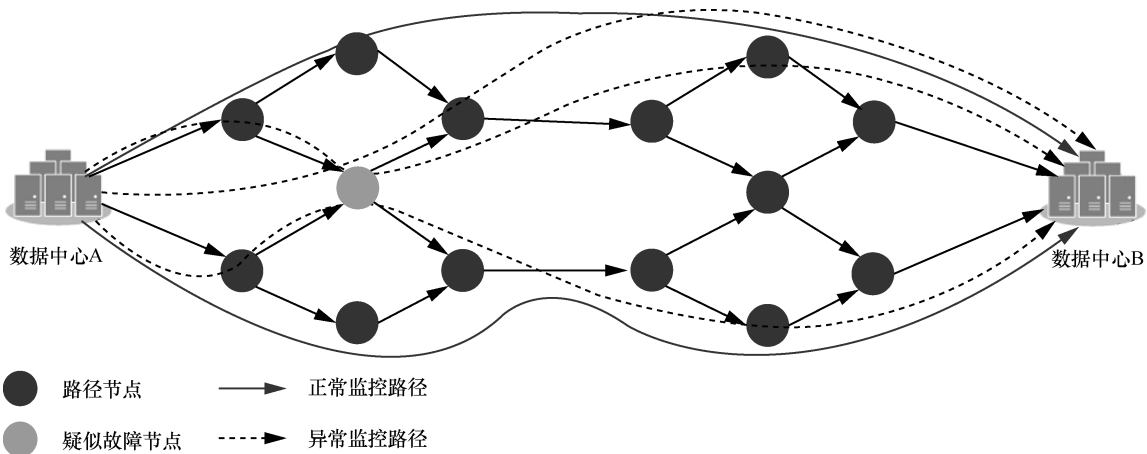 数据中心A
数据中心B
路径节点
正常监控路径
疑似故障节点
异常监控路径